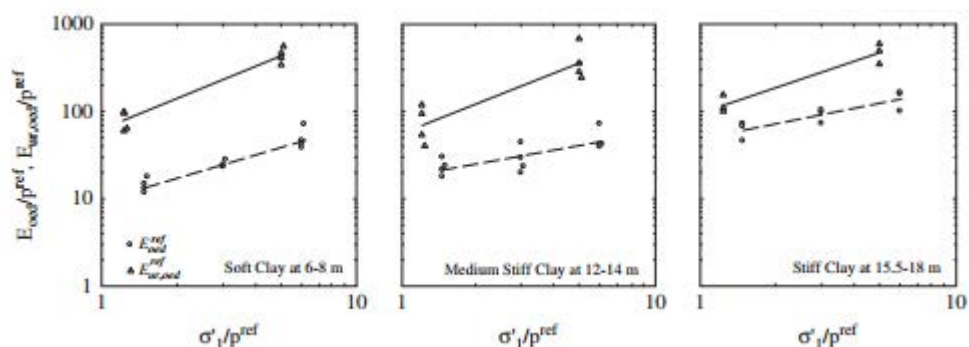 E_oed/p^ref, E_ur,oed/p^ref
1000
100
10
1
E_oed^ref
E_ur,oed^ref
Soft Clay at 6-8 m
1 10
σ'_1/p^ref
Medium Stiff Clay at 12-14 m
1 10
σ'_1/p^ref
Stiff Clay at 15.5-18 m
1 10
σ'_1/p^ref